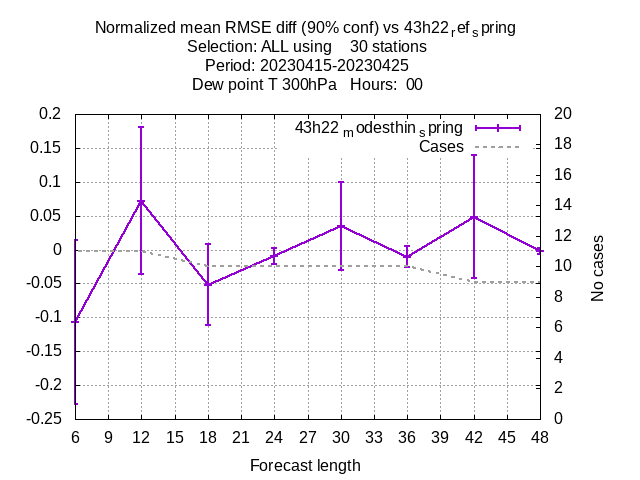 Normalized mean RMSE diff (90% conf) vs 43h22refspring
Selection: ALL using 30 stations
Period: 20230415-20230425
Dew point T 300hPa Hours: 00
43h22modesthinspring
Cases
0.2
0.15
0.1
0.05
0
-0.05
-0.1
-0.15
-0.2
-0.25
20
18
16
14
12
10
8
6
4
2
0
No cases
6 9 12 15 18 21 24 27 30 33 36 39 42 45 48
Forecast length